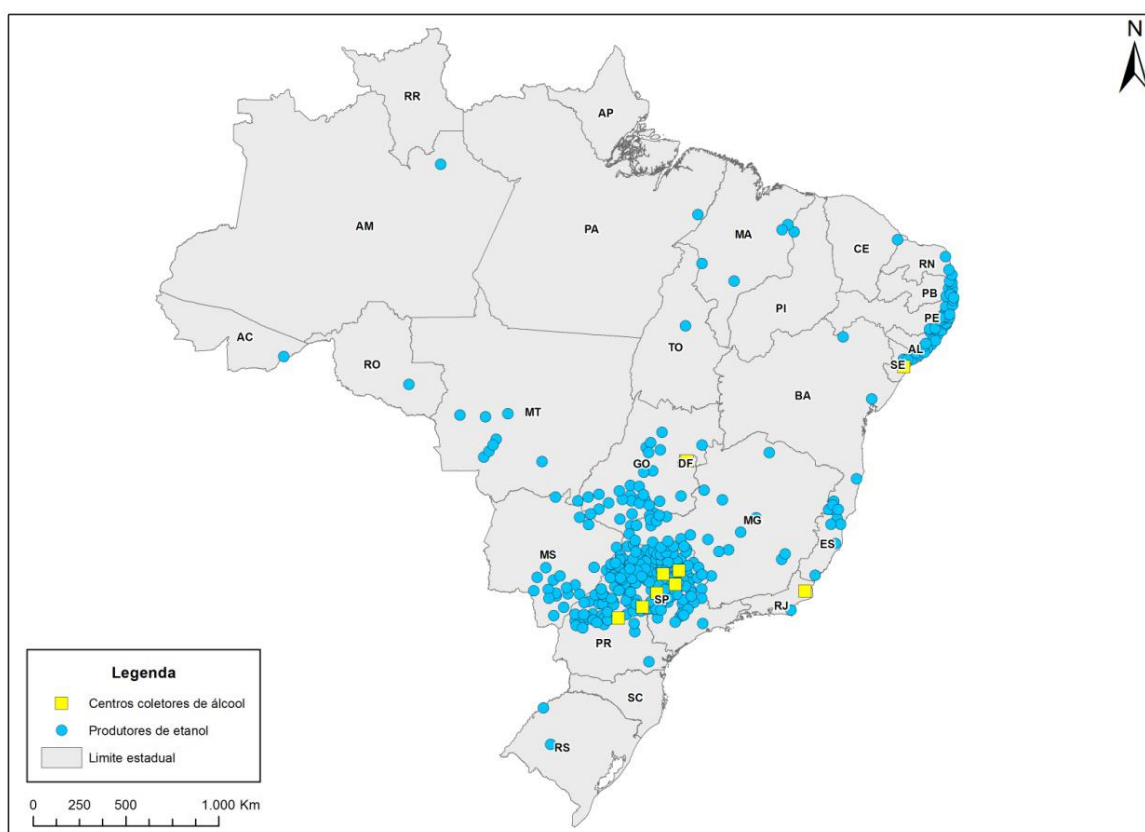 N
RR
AP
AM
PA
MA
CE
RN
PB
PE
PI
AC
AL
TO
SE
RO
BA
MT
GO
DF
MG
ES
MS
SP
RJ
PR
SC
RS
Legenda
Centros coletores de álcool
Produtores de etanol
Limite estadual
0 250 500 1.000 Km